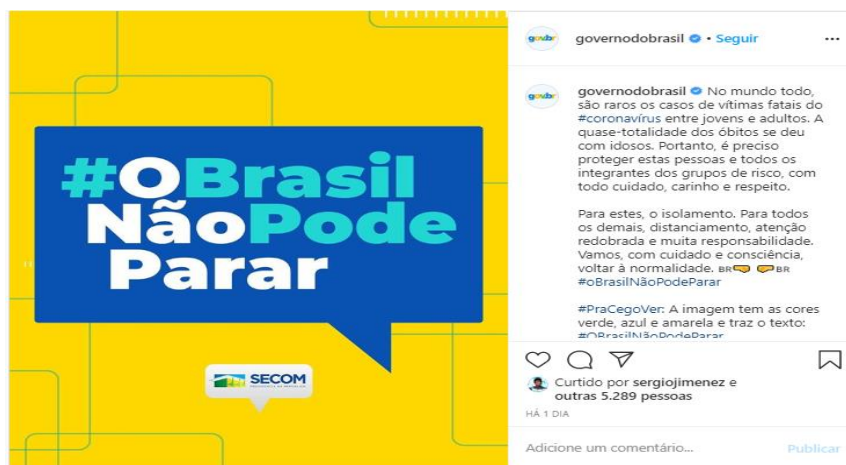 #OBrasil
NãoPode
Parar
SECOM
gov.br
governodobrasil • Seguir
...
gov.br
governodobrasil No mundo todo,
são raros os casos de vítimas fatais do
#coronavírus entre jovens e adultos. A
quase-totalidade dos óbitos se deu
com idosos. Portanto, é preciso
proteger estas pessoas e todos os
integrantes dos grupos de risco, com
todo cuidado, carinho e respeito.
Para estes, o isolamento. Para todos
os demais, distanciamento, atenção
redobrada e muita responsabilidade.
Vamos, com cuidado e consciência,
voltar à normalidade. BR🤜 🤛BR
#oBrasilNãoPodeParar
#PraCegoVer: A imagem tem as cores
verde, azul e amarela e traz o texto:
#OBrasilNãoPodeParar
Curtido por sergiojimenez e
outras 5.289 pessoas
HÁ 1 DIA
Adicione um comentário...
Publicar